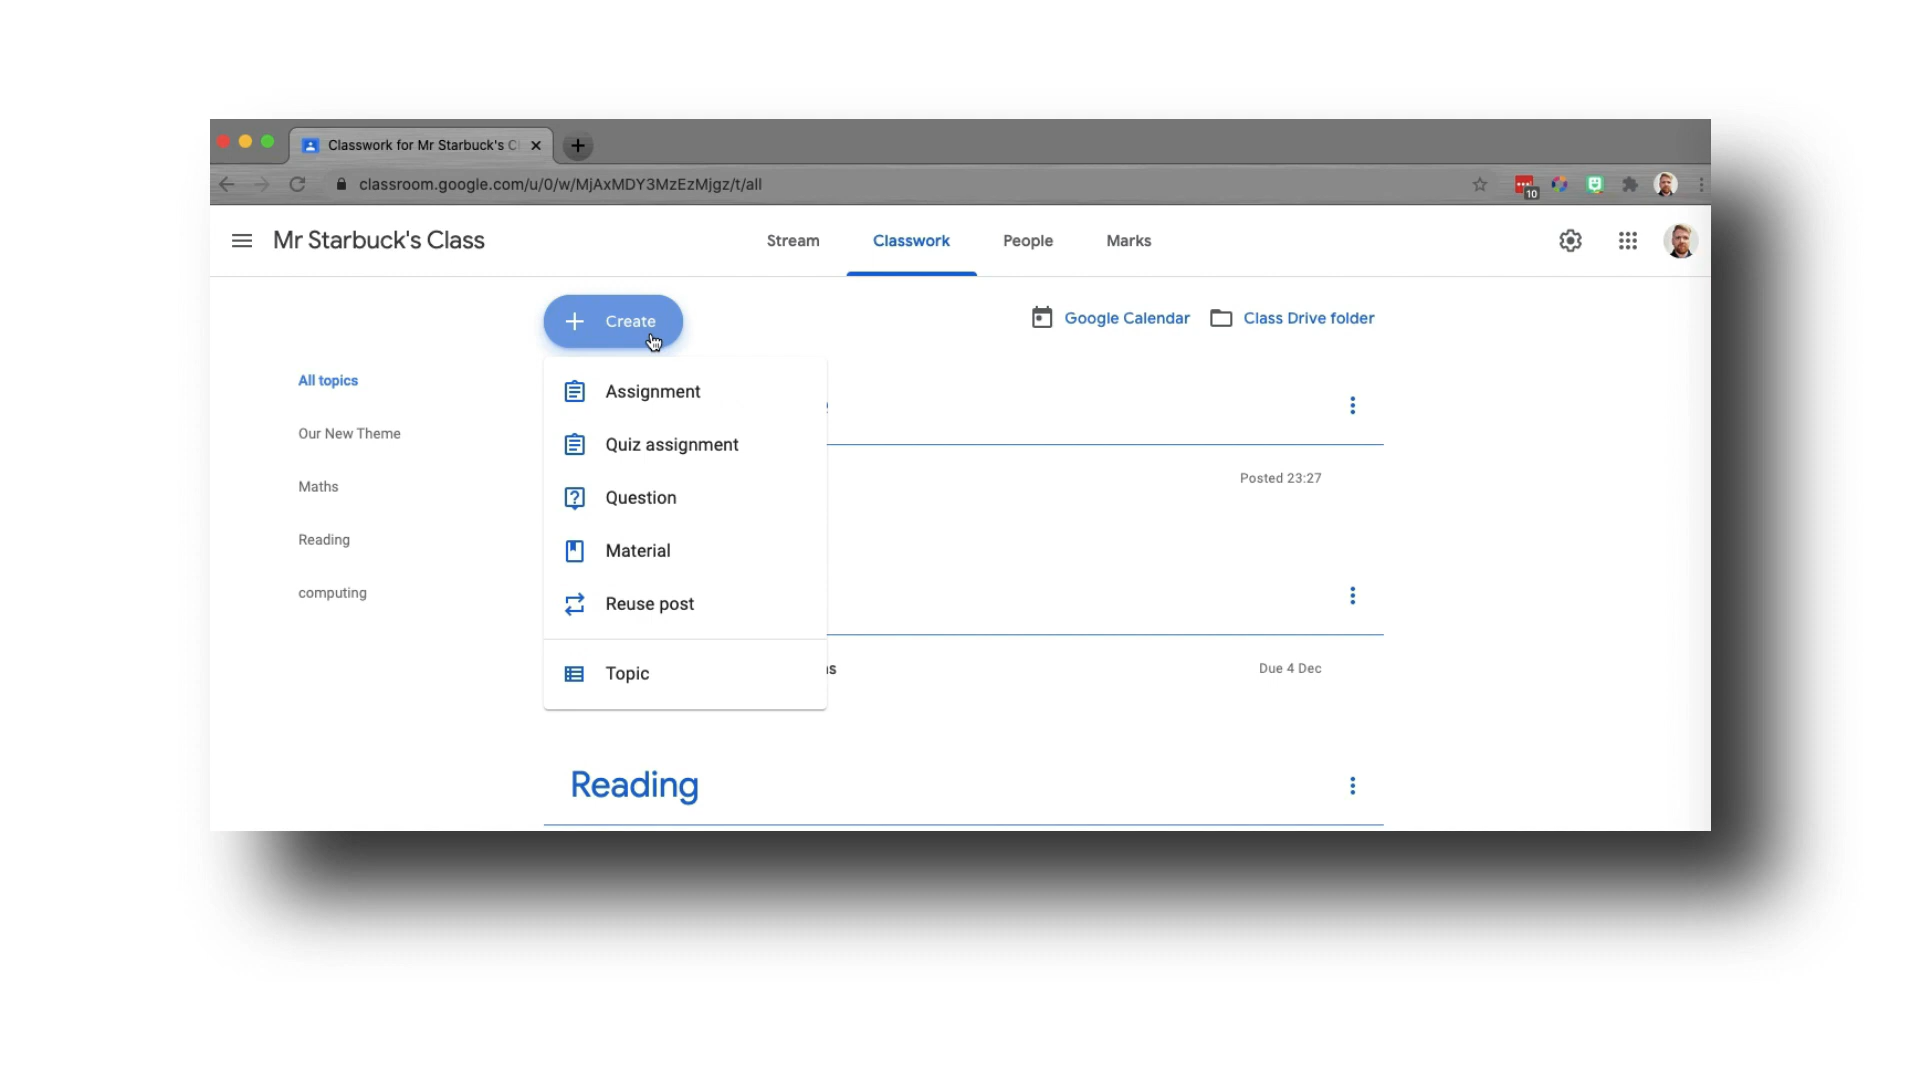 Classwork for Mr Starbuck's C
classroom.google.com/u/0/w/MjAxMDY3MzEzMjgz/t/all
10
Mr Starbuck's Class
Stream
Classwork
People
Marks
Create
Google Calendar
Class Drive folder
All topics
Our New Theme
Maths
Reading
computing
Assignment
Quiz assignment
Question
Material
Reuse post
Topic
Posted 23:27
Due 4 Dec
Reading